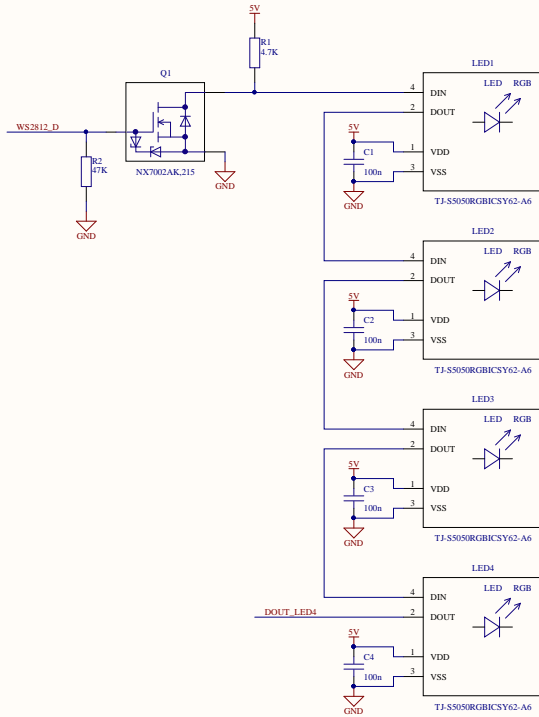 5V
R1
4.7K
Q1
WS2812_D
R2
47K
GND
NX7002AK,215
GND
LED1
LED RGB
4 DIN
2 DOUT
5V
C1
100n
1 VDD
3 VSS
GND
TJ-S5050RGBICSY62-A6
LED2
LED RGB
4 DIN
2 DOUT
5V
C2
100n
1 VDD
3 VSS
GND
TJ-S5050RGBICSY62-A6
LED3
LED RGB
4 DIN
2 DOUT
5V
C3
100n
1 VDD
3 VSS
GND
TJ-S5050RGBICSY62-A6
LED4
LED RGB
4 DIN
DOUT_LED4
2 DOUT
5V
C4
100n
1 VDD
3 VSS
GND
TJ-S5050RGBICSY62-A6